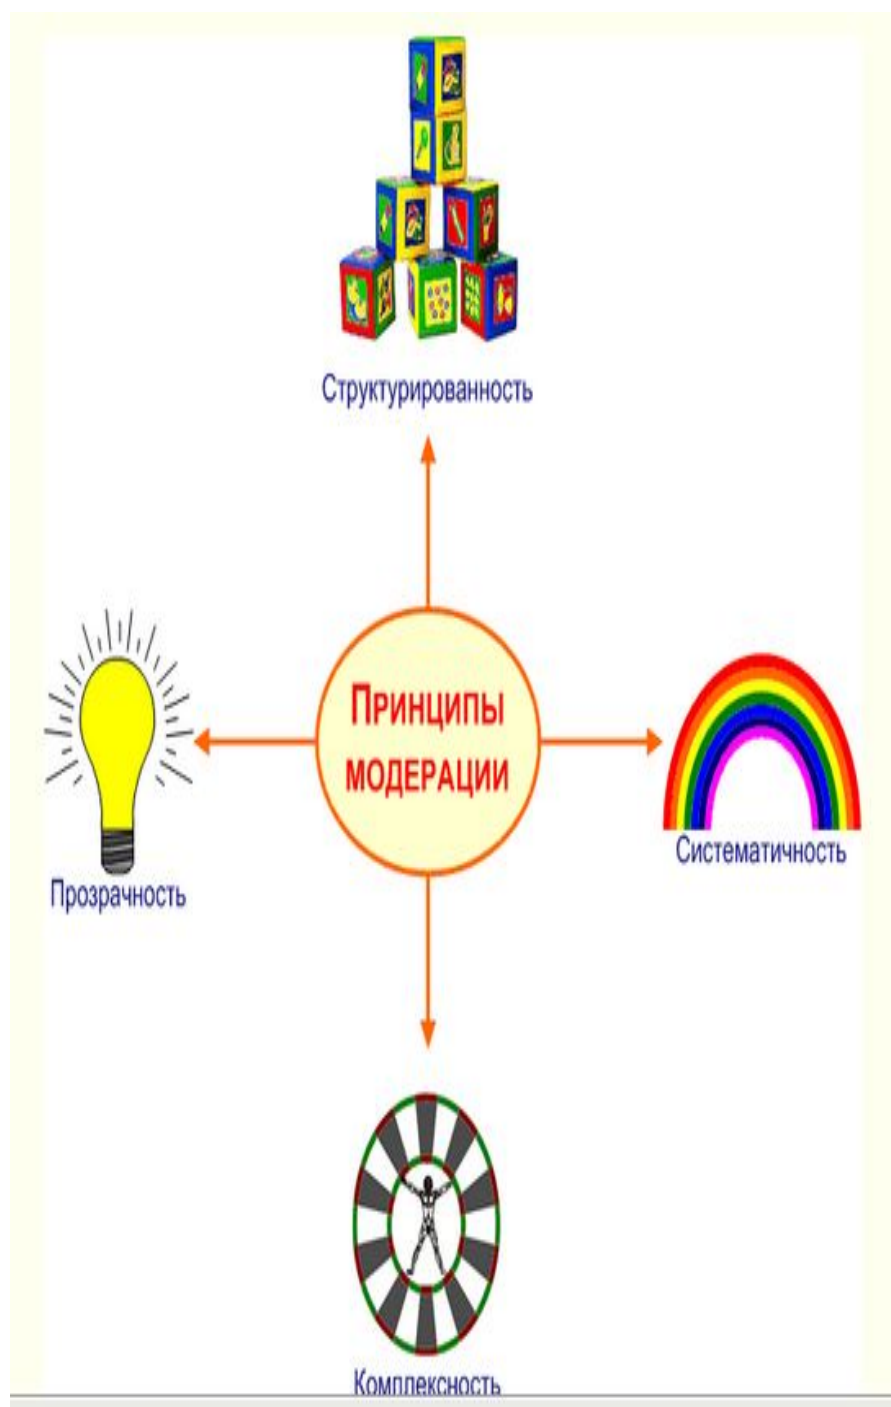 Структурированность
Принципы
модерации
Прозрачность
Систематичность
Комплексность